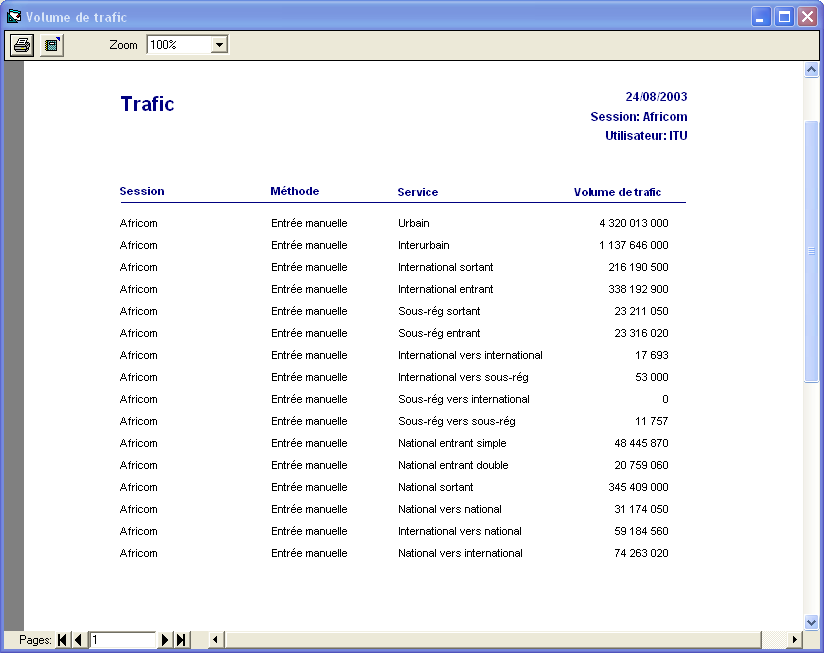 Volume de trafic
Zoom 100%
Trafic
24/08/2003
Session: Africom
Utilisateur: ITU
Session Méthode Service Volume de trafic
Africom Entrée manuelle Urbain 4 320 013 000
Africom Entrée manuelle Interurbain 1 137 646 000
Africom Entrée manuelle International sortant 216 190 500
Africom Entrée manuelle International entrant 338 192 900
Africom Entrée manuelle Sous-rég sortant 23 211 050
Africom Entrée manuelle Sous-rég entrant 23 316 020
Africom Entrée manuelle International vers international 17 693
Africom Entrée manuelle International vers sous-rég 53 000
Africom Entrée manuelle Sous-rég vers international 0
Africom Entrée manuelle Sous-rég vers sous-rég 11 757
Africom Entrée manuelle National entrant simple 48 445 870
Africom Entrée manuelle National entrant double 20 759 060
Africom Entrée manuelle National sortant 345 409 000
Africom Entrée manuelle National vers national 31 174 050
Africom Entrée manuelle International vers national 59 184 560
Africom Entrée manuelle National vers international 74 263 020
Pages: 1